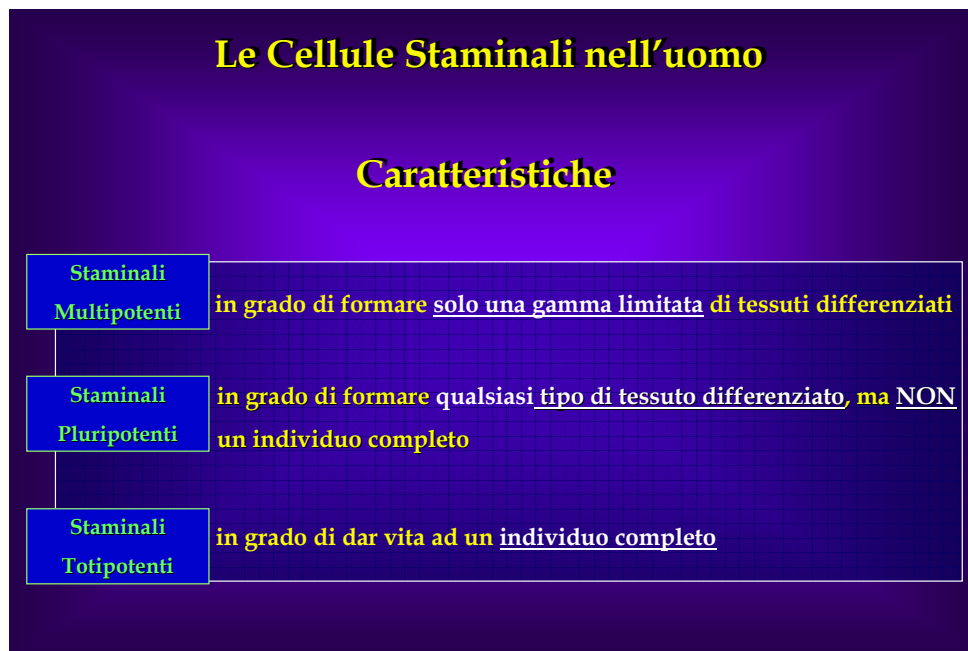 Le Cellule Staminali nell’uomo
Caratteristiche
Staminali
Multipotenti
in grado di formare solo una gamma limitata di tessuti differenziati
Staminali
Pluripotenti
in grado di formare qualsiasi tipo di tessuto differenziato, ma NON
un individuo completo
Staminali
Totipotenti
in grado di dar vita ad un individuo completo